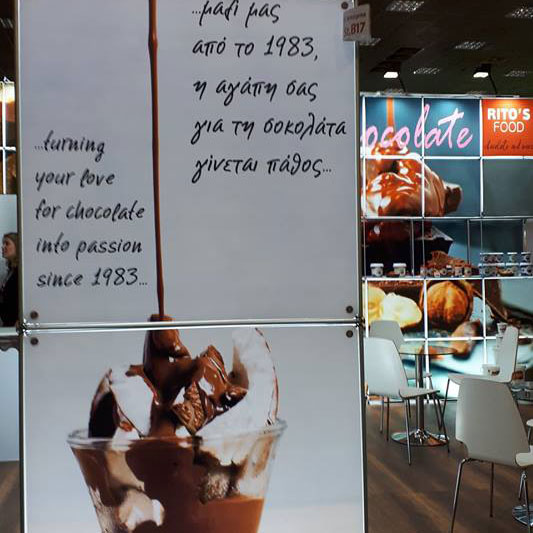 ...μαζί μας
από το 1983,
η αγάπη σας
για τη σοκολάτα
γίνεται πάθος...
...turning
your love
for chocolate
into passion
since 1983...
817
ocolate
RITO'S
FOOD